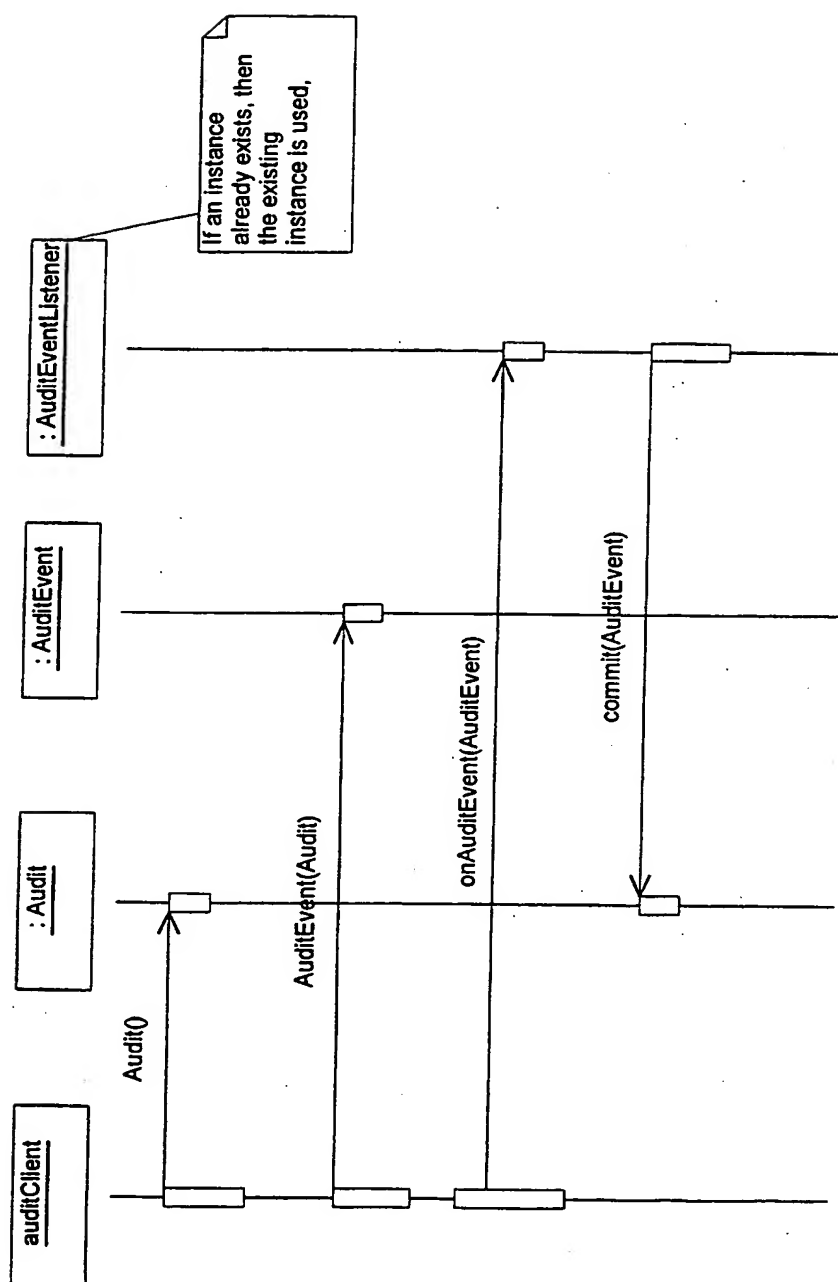 auditClient
: Audit
: AuditEvent
: AuditEventListener
If an instance
already exists, then
the existing
instance is used,
Audit()
AuditEvent(Audit)
onAuditEvent(AuditEvent)
commit(AuditEvent)